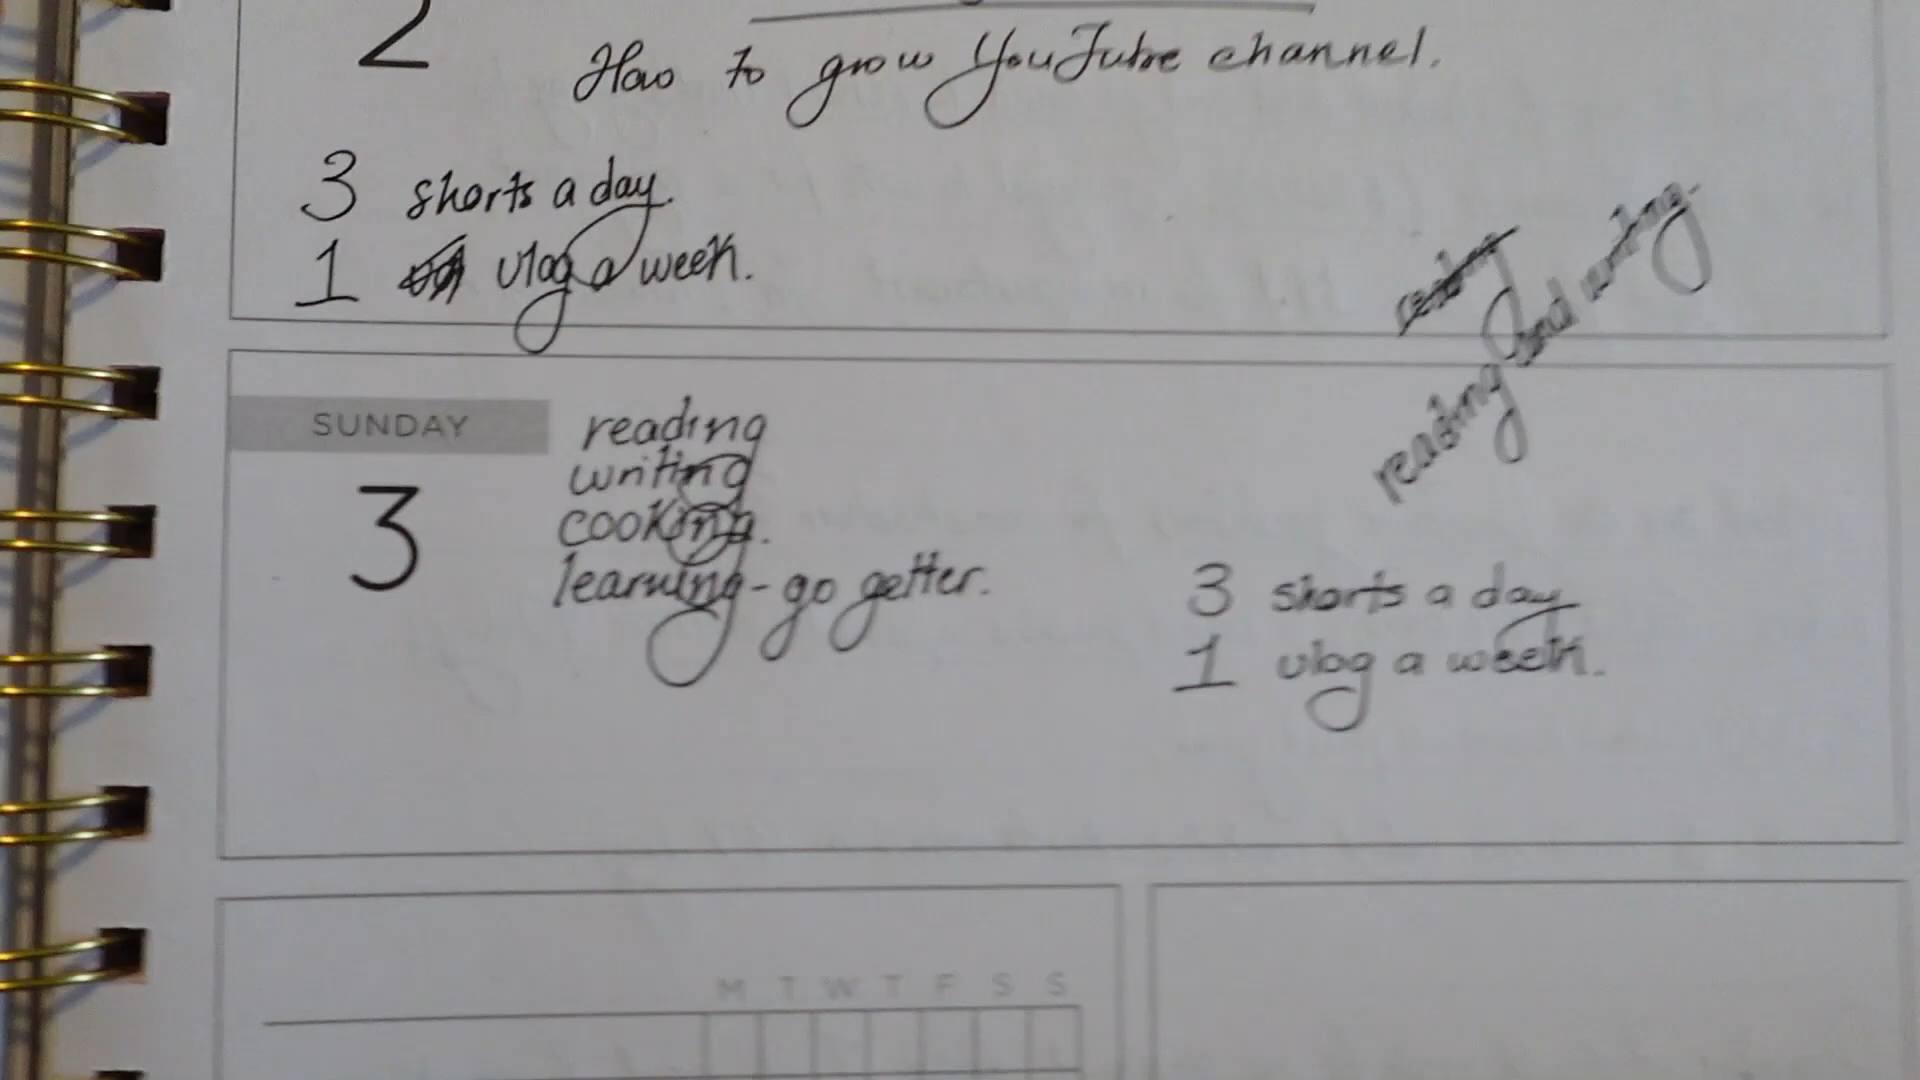 2
How to grow YouTube channel.
3 shorts a day.
1 vlog a week.
reading and writing.
SUNDAY
3
reading
writing
cooking.
learning - go getter.
3 shorts a day
1 vlog a week.
M T W T F S S